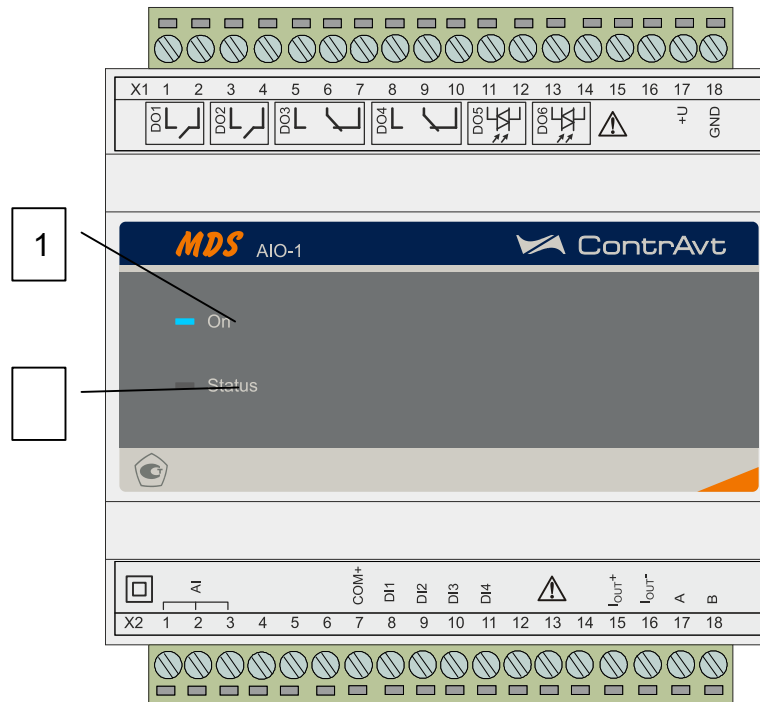 X1 1 2 3 4 5 6 7 8 9 10 11 12 13 14 15 16 17 18
DO1 DO2 DO3 DO4 DO5 DO6 +U GND
1
MDS AIO-1 ContrAvt
On
Status
AI COM+ DI1 DI2 DI3 DI4 IOUT+ IOUT- A B
X2 1 2 3 4 5 6 7 8 9 10 11 12 13 14 15 16 17 18